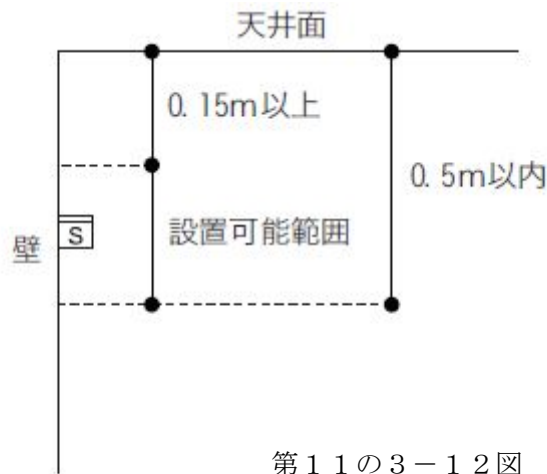 天井面
0.15m以上
0.5m以内
壁
S
設置可能範囲
第11の3-12図